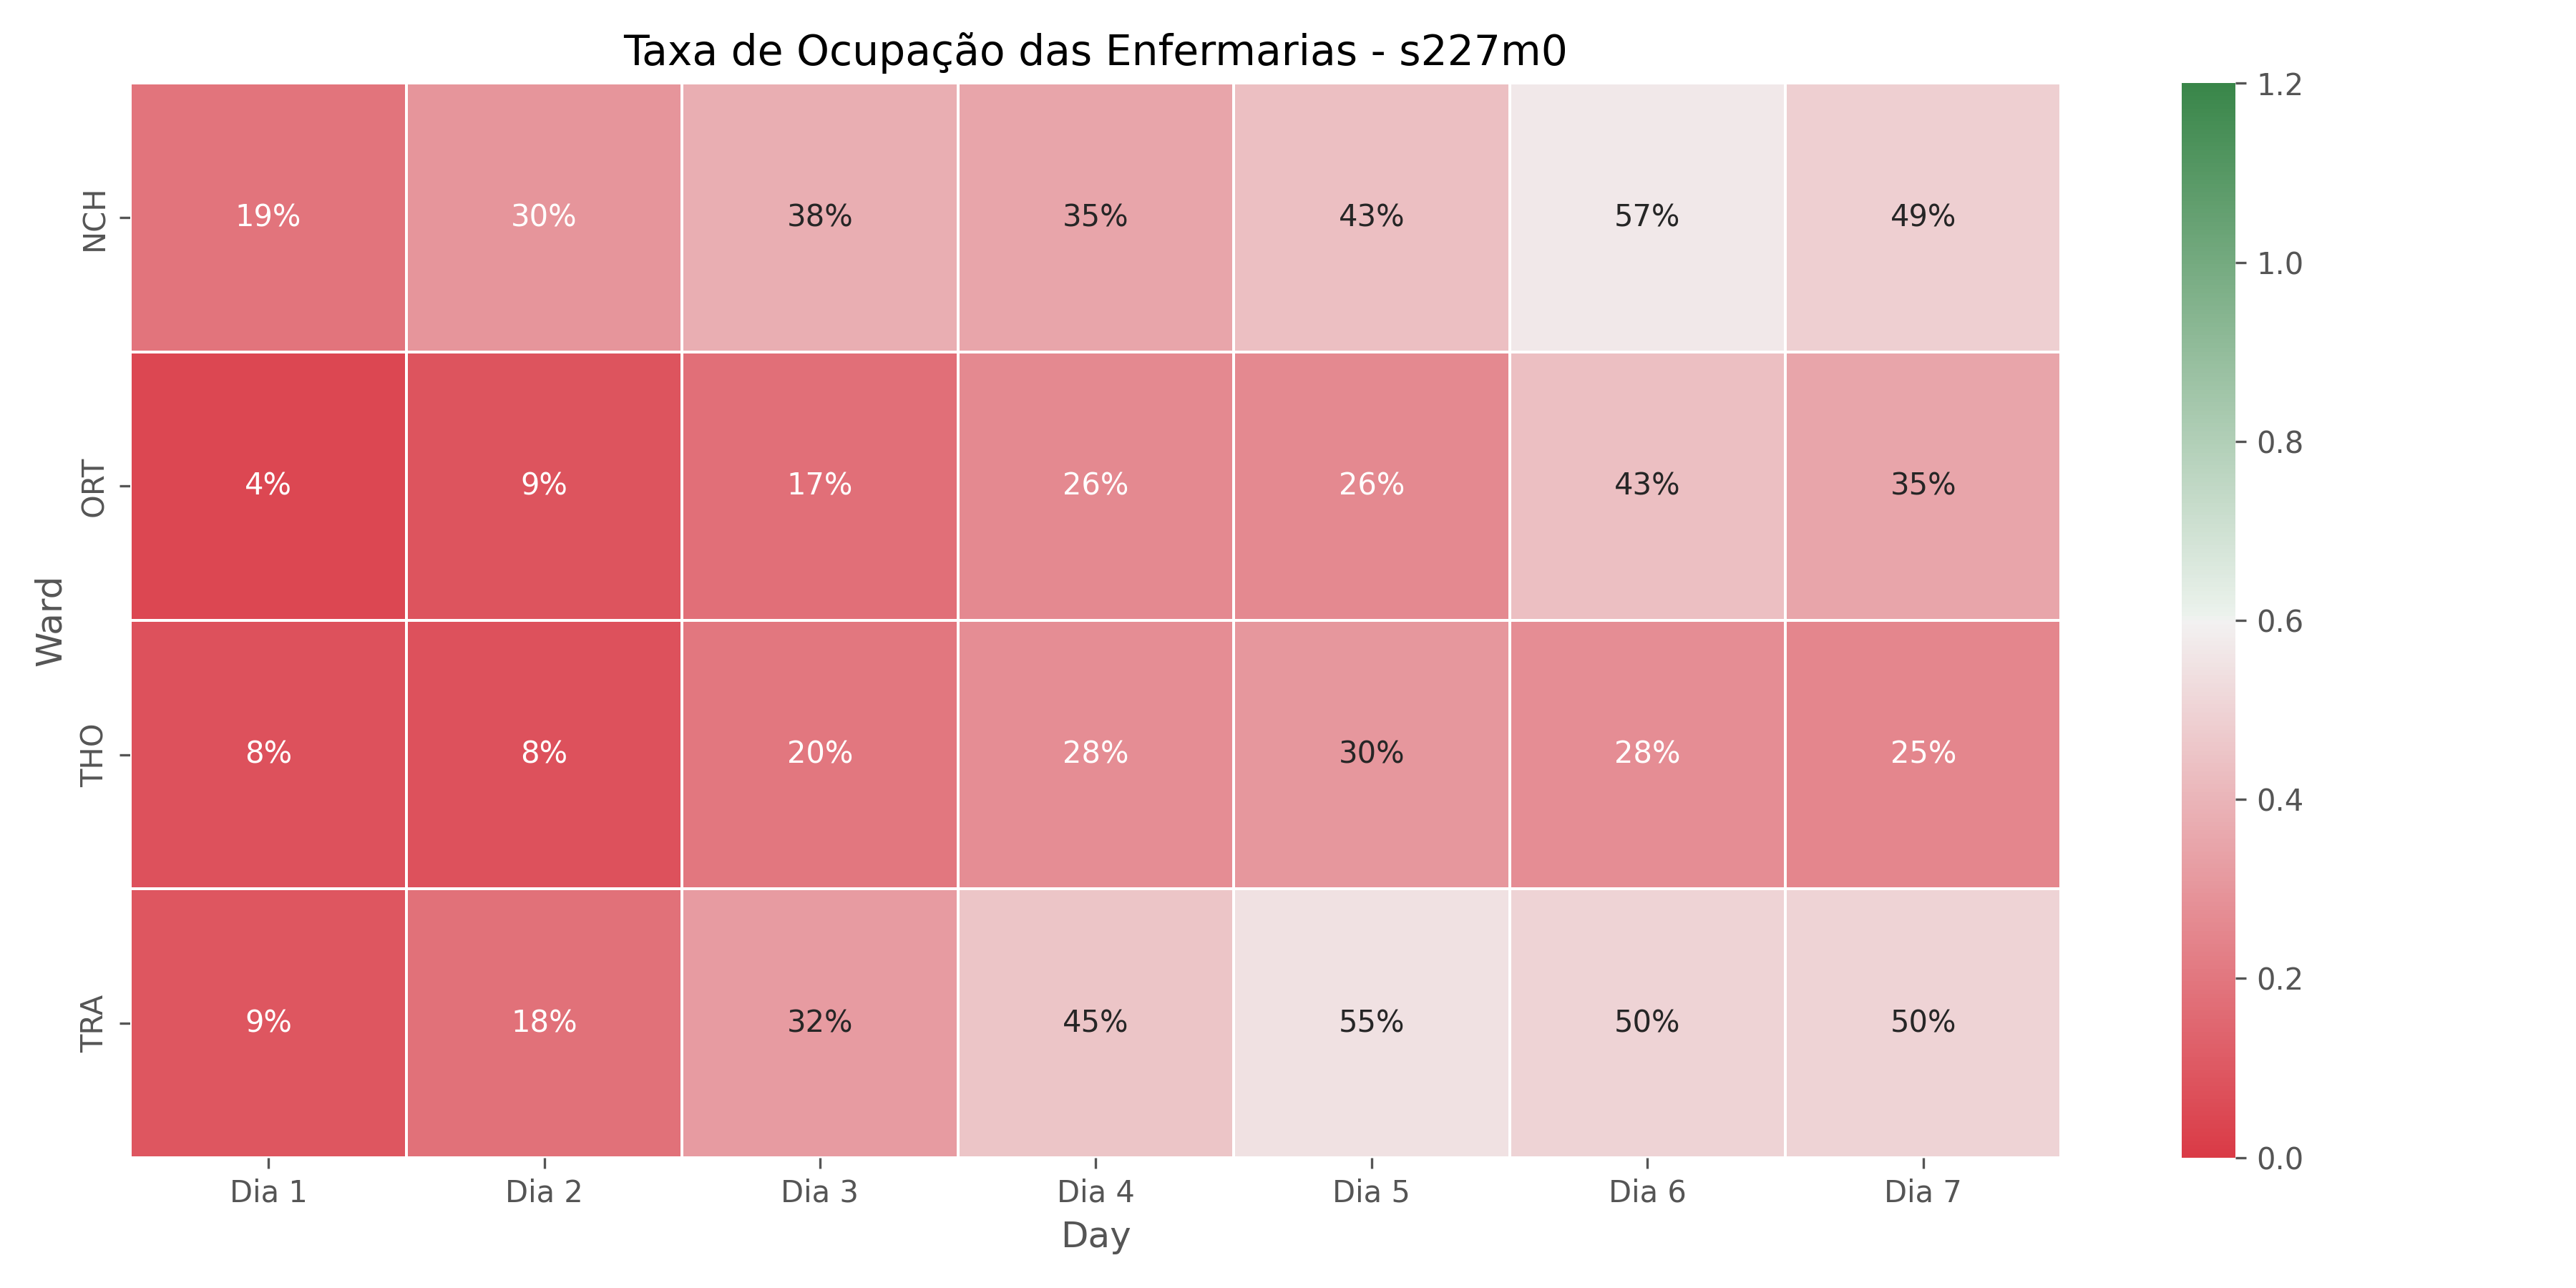 Taxa de Ocupação das Enfermarias - s227m0
Ward
NCH 19% 30% 38% 35% 43% 57% 49%
ORT 4% 9% 17% 26% 26% 43% 35%
THO 8% 8% 20% 28% 30% 28% 25%
TRA 9% 18% 32% 45% 55% 50% 50%
Dia 1 Dia 2 Dia 3 Dia 4 Dia 5 Dia 6 Dia 7
Day
1.2
1.0
0.8
0.6
0.4
0.2
0.0